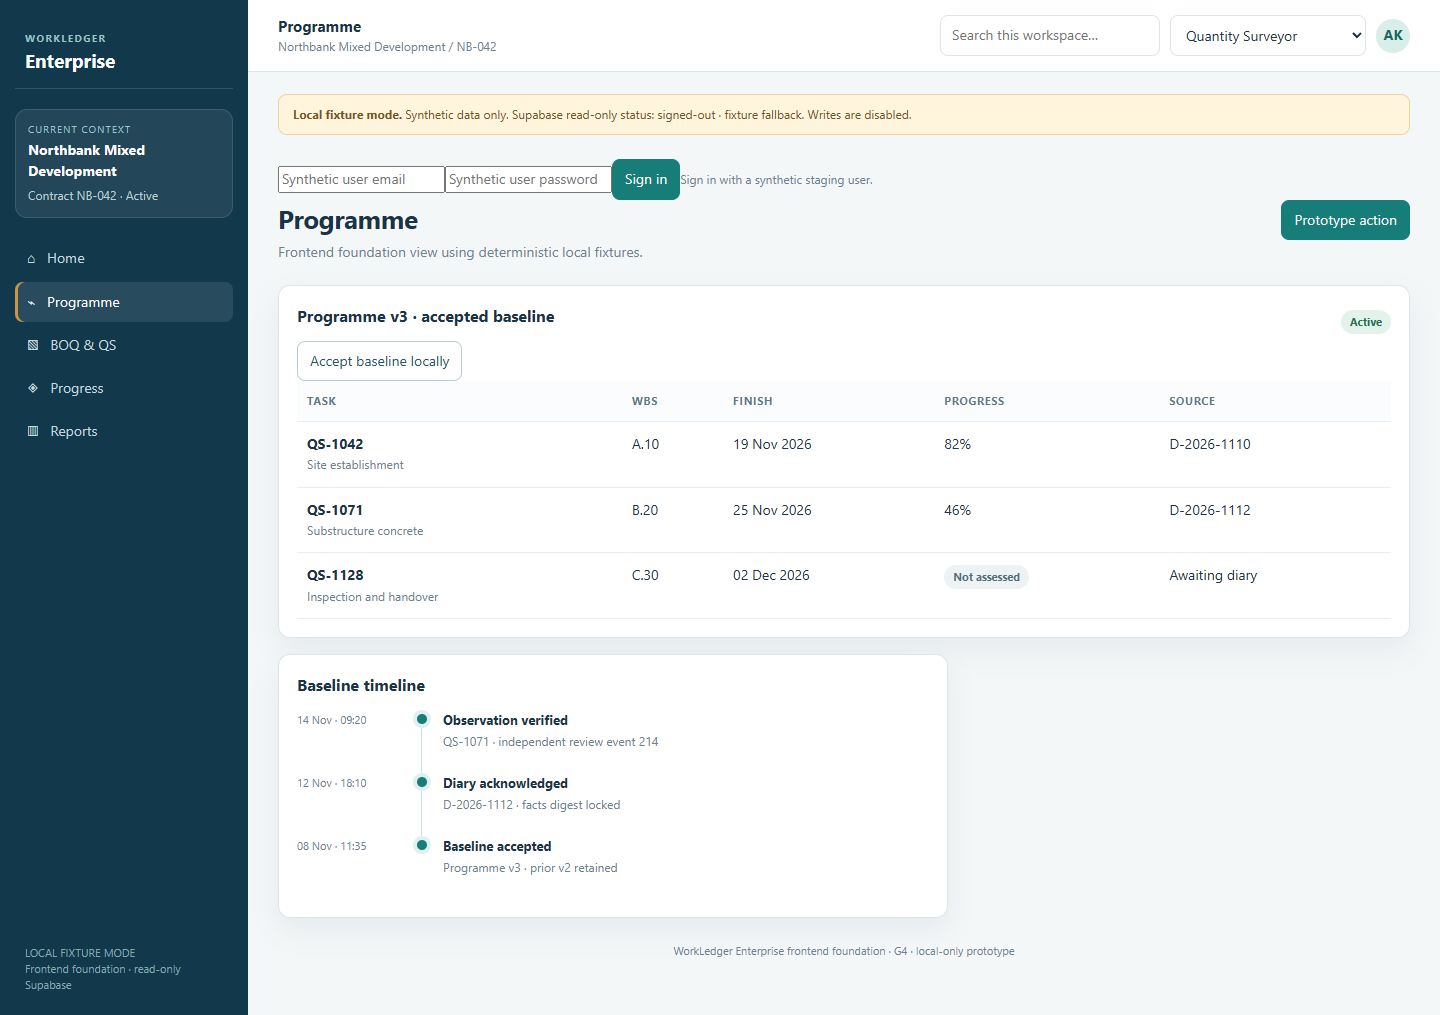 WORKLEDGER
Enterprise
CURRENT CONTEXT
Northbank Mixed
Development
Contract NB-042 · Active
Home
Programme
BOQ & QS
Progress
Reports
LOCAL FIXTURE MODE
Frontend foundation · read-only
Supabase
Programme
Northbank Mixed Development / NB-042
Search this workspace...
Quantity Surveyor
AK
Local fixture mode. Synthetic data only. Supabase read-only status: signed-out · fixture fallback. Writes are disabled.
Synthetic user email
Synthetic user password
Sign in
Sign in with a synthetic staging user.
Programme
Prototype action
Frontend foundation view using deterministic local fixtures.
Programme v3 · accepted baseline
Active
Accept baseline locally
TASK WBS FINISH PROGRESS SOURCE
QS-1042 A.10 19 Nov 2026 82% D-2026-1110
Site establishment
QS-1071 B.20 25 Nov 2026 46% D-2026-1112
Substructure concrete
QS-1128 C.30 02 Dec 2026 Not assessed Awaiting diary
Inspection and handover
Baseline timeline
14 Nov · 09:20 Observation verified
QS-1071 · independent review event 214
12 Nov · 18:10 Diary acknowledged
D-2026-1112 · facts digest locked
08 Nov · 11:35 Baseline accepted
Programme v3 · prior v2 retained
WorkLedger Enterprise frontend foundation · G4 · local-only prototype